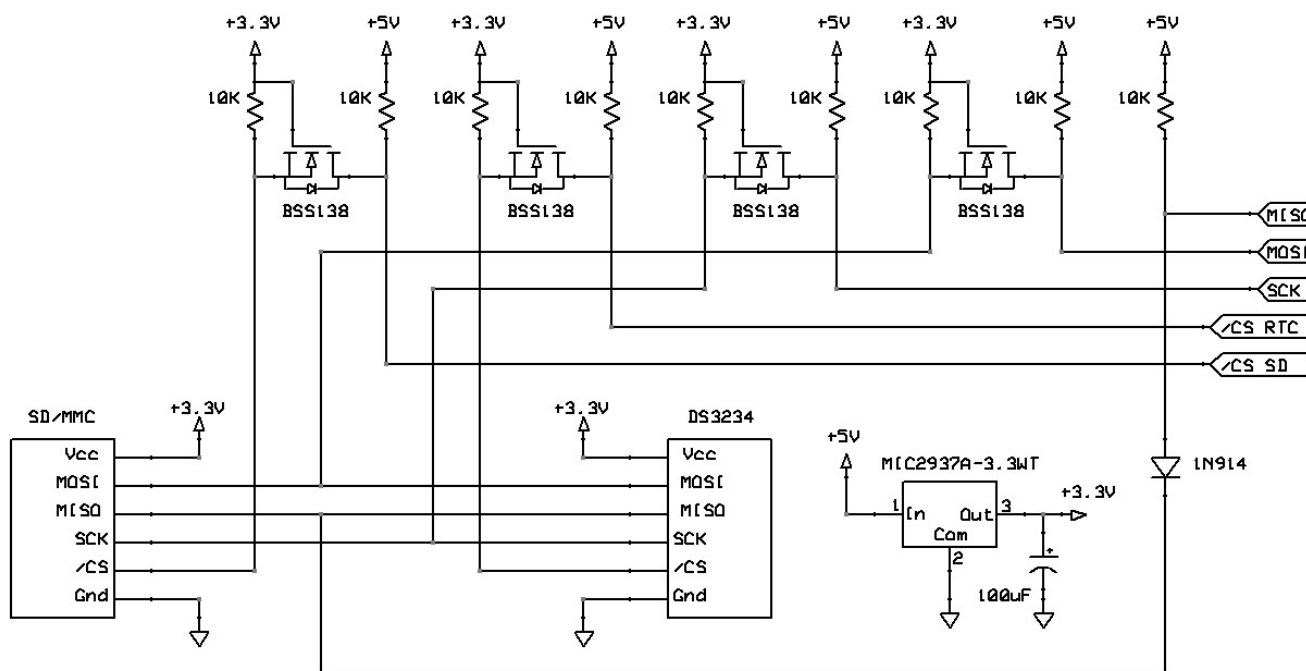 +3.3V +5V +3.3V +5V +3.3V +5V +3.3V +5V +5V
10K 10K 10K 10K 10K 10K 10K 10K 10K
BSS138 BSS138 BSS138 BSS138
MISO
MOSI
SCK
/CS RTC
/CS SD
SD/MMC +3.3V
Vcc
MOSI
MISO
SCK
/CS
Gnd
+3.3V DS3234
Vcc
MOSI
MISO
SCK
/CS
Gnd
+5V
MIC2937A-3.3WT
1 In Out 3
Com
2
+3.3V
+
100uF
1N914